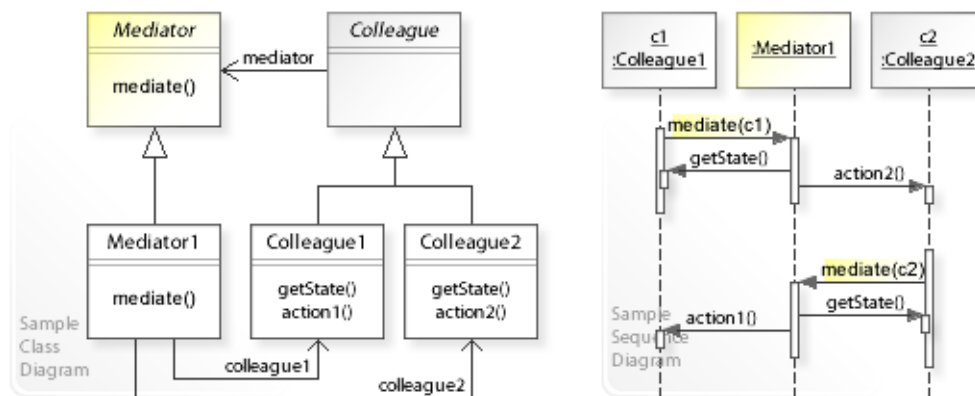 Mediator
mediate()
mediator
Colleague
Mediator1
mediate()
Colleague1
getState()
action1()
Colleague2
getState()
action2()
Sample
Class
Diagram
colleague1
colleague2
c1
:Colleague1
:Mediator1
c2
:Colleague2
mediate(c1)
getState()
action2()
mediate(c2)
getState()
action1()
Sample
Sequence
Diagram